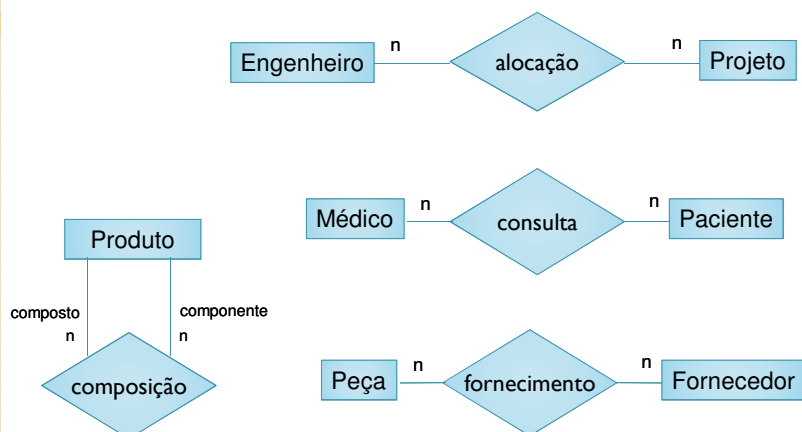 n
n
Engenheiro
alocação
Projeto
n
n
Médico
consulta
Paciente
Produto
composto
componente
n
n
composição
n
n
Peça
fornecimento
Fornecedor